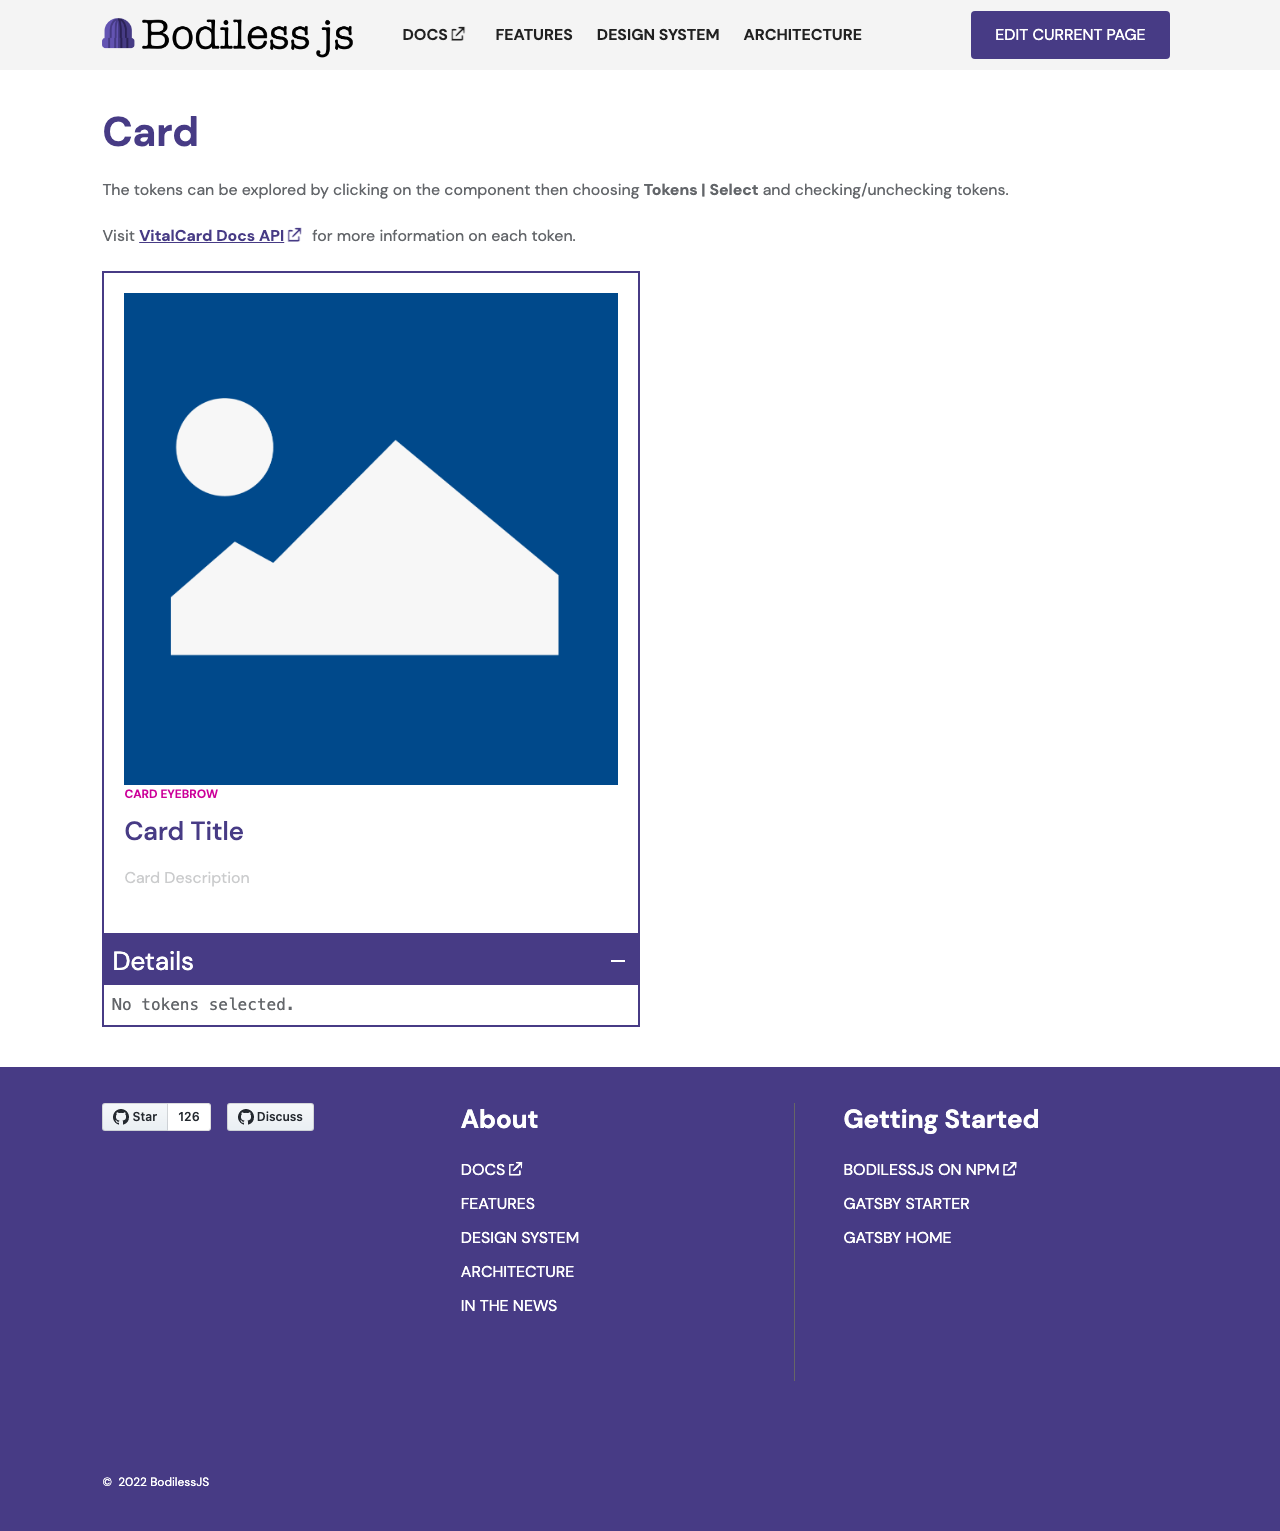 Bodiless js
DOCS FEATURES DESIGN SYSTEM ARCHITECTURE
EDIT CURRENT PAGE
Card
The tokens can be explored by clicking on the component then choosing Tokens | Select and checking/unchecking tokens.
Visit VitalCard Docs API for more information on each token.
CARD EYEBROW
Card Title
Card Description
Details
No tokens selected.
Star 126 Discuss
About
DOCS
FEATURES
DESIGN SYSTEM
ARCHITECTURE
IN THE NEWS
Getting Started
BODILESSJS ON NPM
GATSBY STARTER
GATSBY HOME
© 2022 BodilessJS